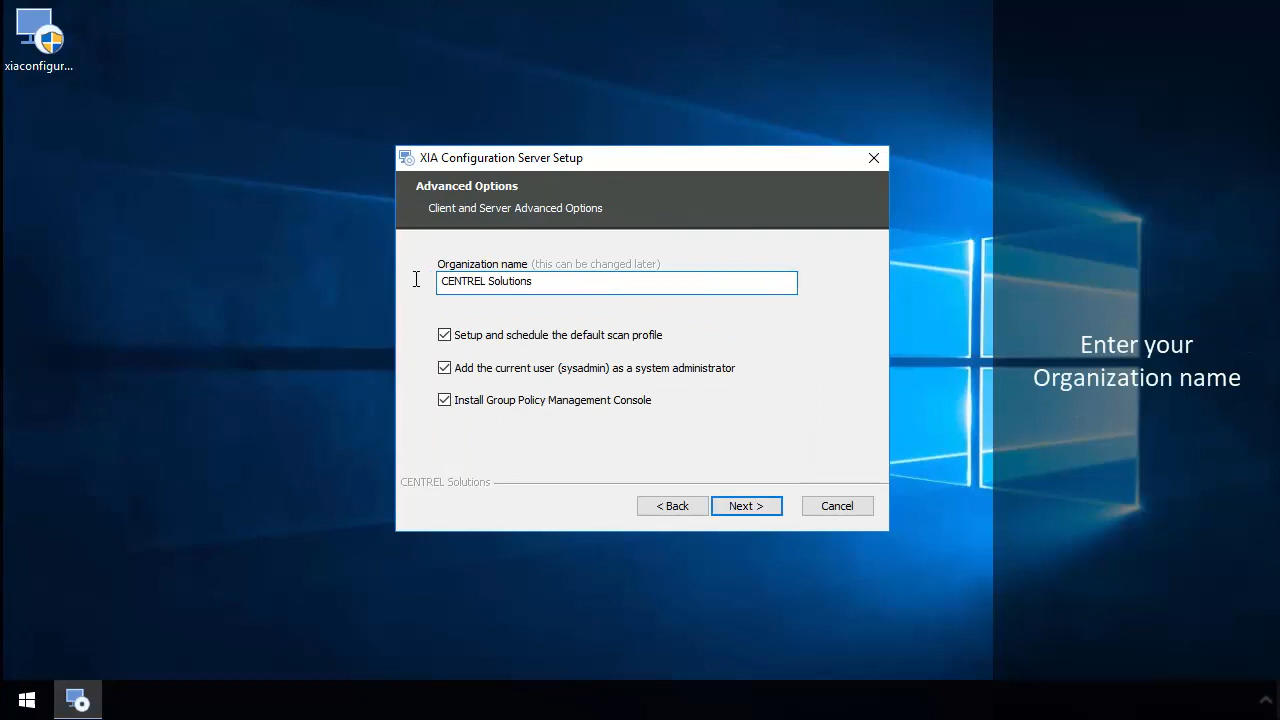 xiaconfigur...
XIA Configuration Server Setup
Advanced Options
Client and Server Advanced Options
Organization name (this can be changed later)
CENTREL Solutions
Setup and schedule the default scan profile
Add the current user (sysadmin) as a system administrator
Install Group Policy Management Console
CENTREL Solutions
< Back
Next >
Cancel
Enter your
Organization name